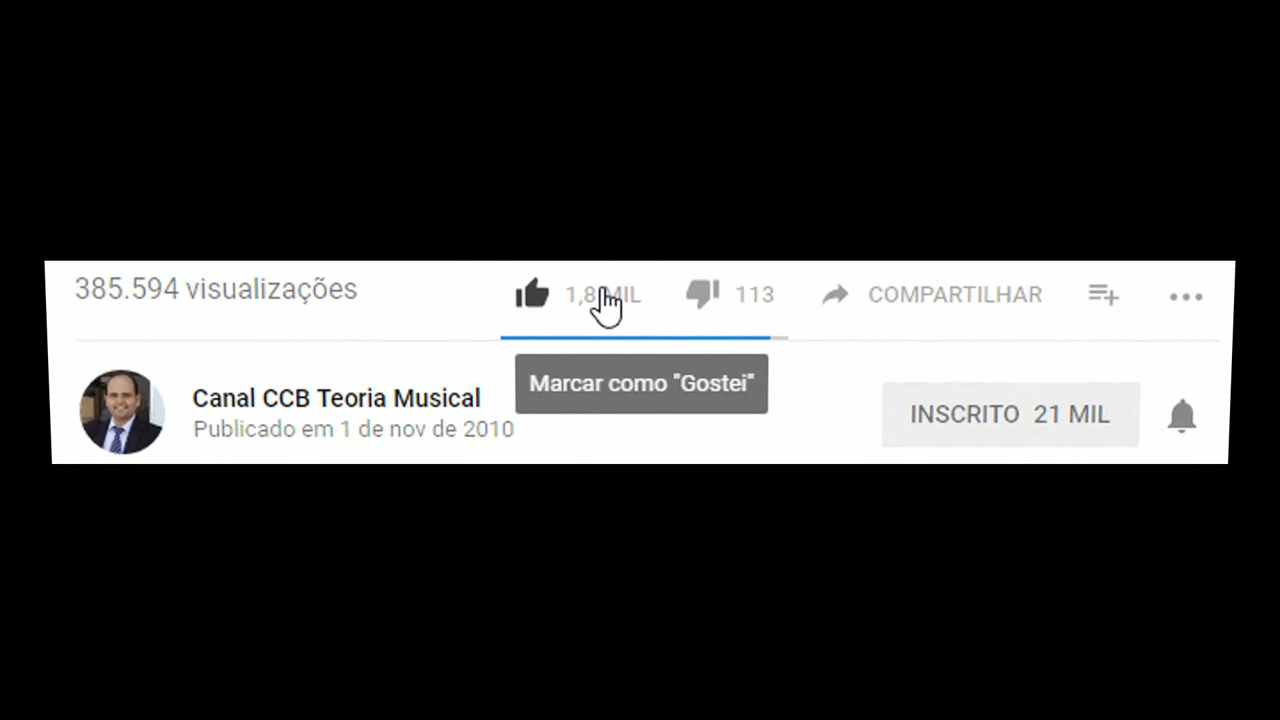 385.594 visualizações
1,8 MIL
113
COMPARTILHAR
Marcar como "Gostei"
Canal CCB Teoria Musical
Publicado em 1 de nov de 2010
INSCRITO 21 MIL